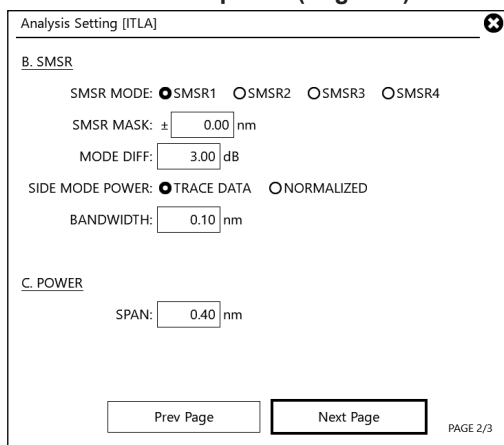 Analysis Setting [ITLA]
B. SMSR
SMSR MODE: SMSR1 SMSR2 SMSR3 SMSR4
SMSR MASK: ± 0.00 nm
MODE DIFF: 3.00 dB
SIDE MODE POWER: TRACE DATA NORMALIZED
BANDWIDTH: 0.10 nm
C. POWER
SPAN: 0.40 nm
Prev Page Next Page
PAGE 2/3